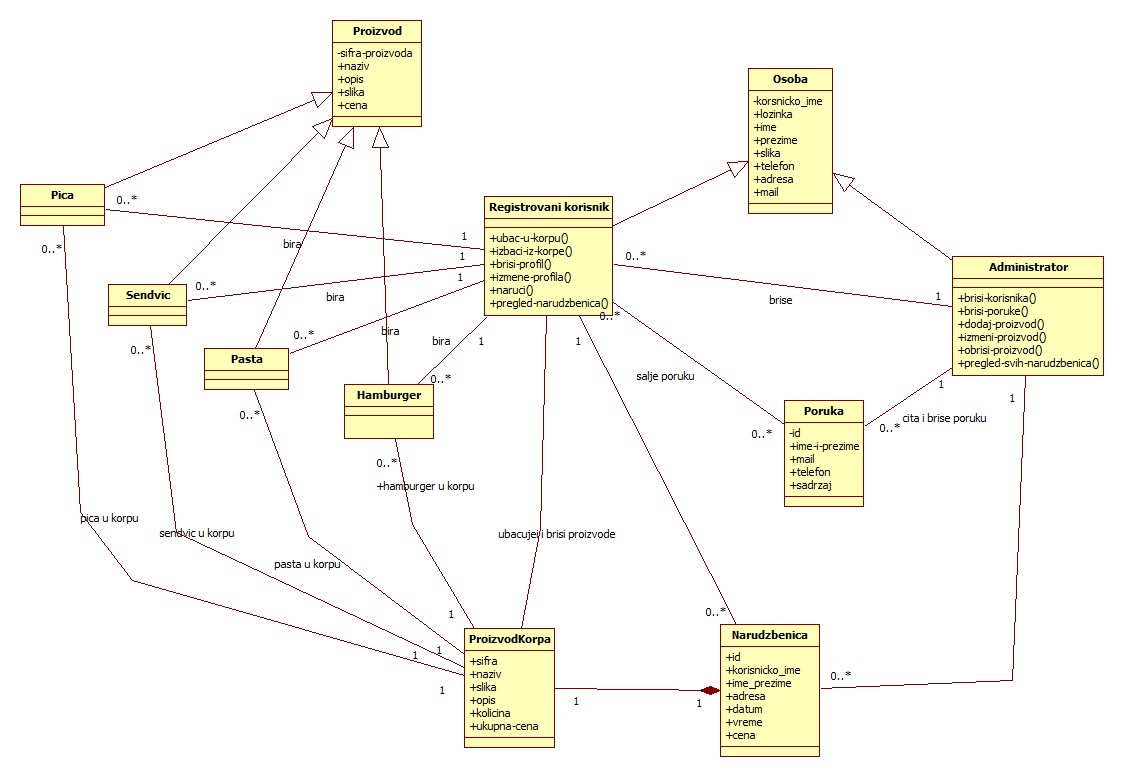 Proizvod
-sifra-proizvoda
+naziv
+opis
+slika
+cena
Osoba
-korsnicko_ime
+lozinka
+ime
+prezime
+slika
+telefon
+adresa
+mail
Pica
0..*
0..*
Registrovani korisnik
+ubac-u-korpu()
+izbaci-iz-korpe()
+brisi-profil()
+izmene-profila()
+naruci()
+pregled-narudzbenica()
1
1
1
bira
0..*
brise
1
Administrator
+brisi-korisnika()
+brisi-poruke()
+dodaj-proizvod()
+izmeni-proizvod()
+obrisi-proizvod()
+pregled-svih-narudzbenica()
Sendvic
0..*
bira
0..*
0..*
bira
0..*
bira
1
1
Pasta
0..*
0..*
Hamburger
salje poruku
1
1
0..*
cita i brise poruku
0..*
Poruka
-id
+ime-i-prezime
+mail
+telefon
+sadrzaj
0..*
+hamburger u korpu
pica u korpu
sendvic u korpu
pasta u korpu
ubacujei i brisi proizvode
1
1
1
1
0..*
ProizvodKorpa
+sifra
+naziv
+slika
+opis
+kolicina
+ukupna-cena
1
1
Narudzbenica
+id
+korisnicko_ime
+ime_prezime
+adresa
+datum
+vreme
+cena
0..*